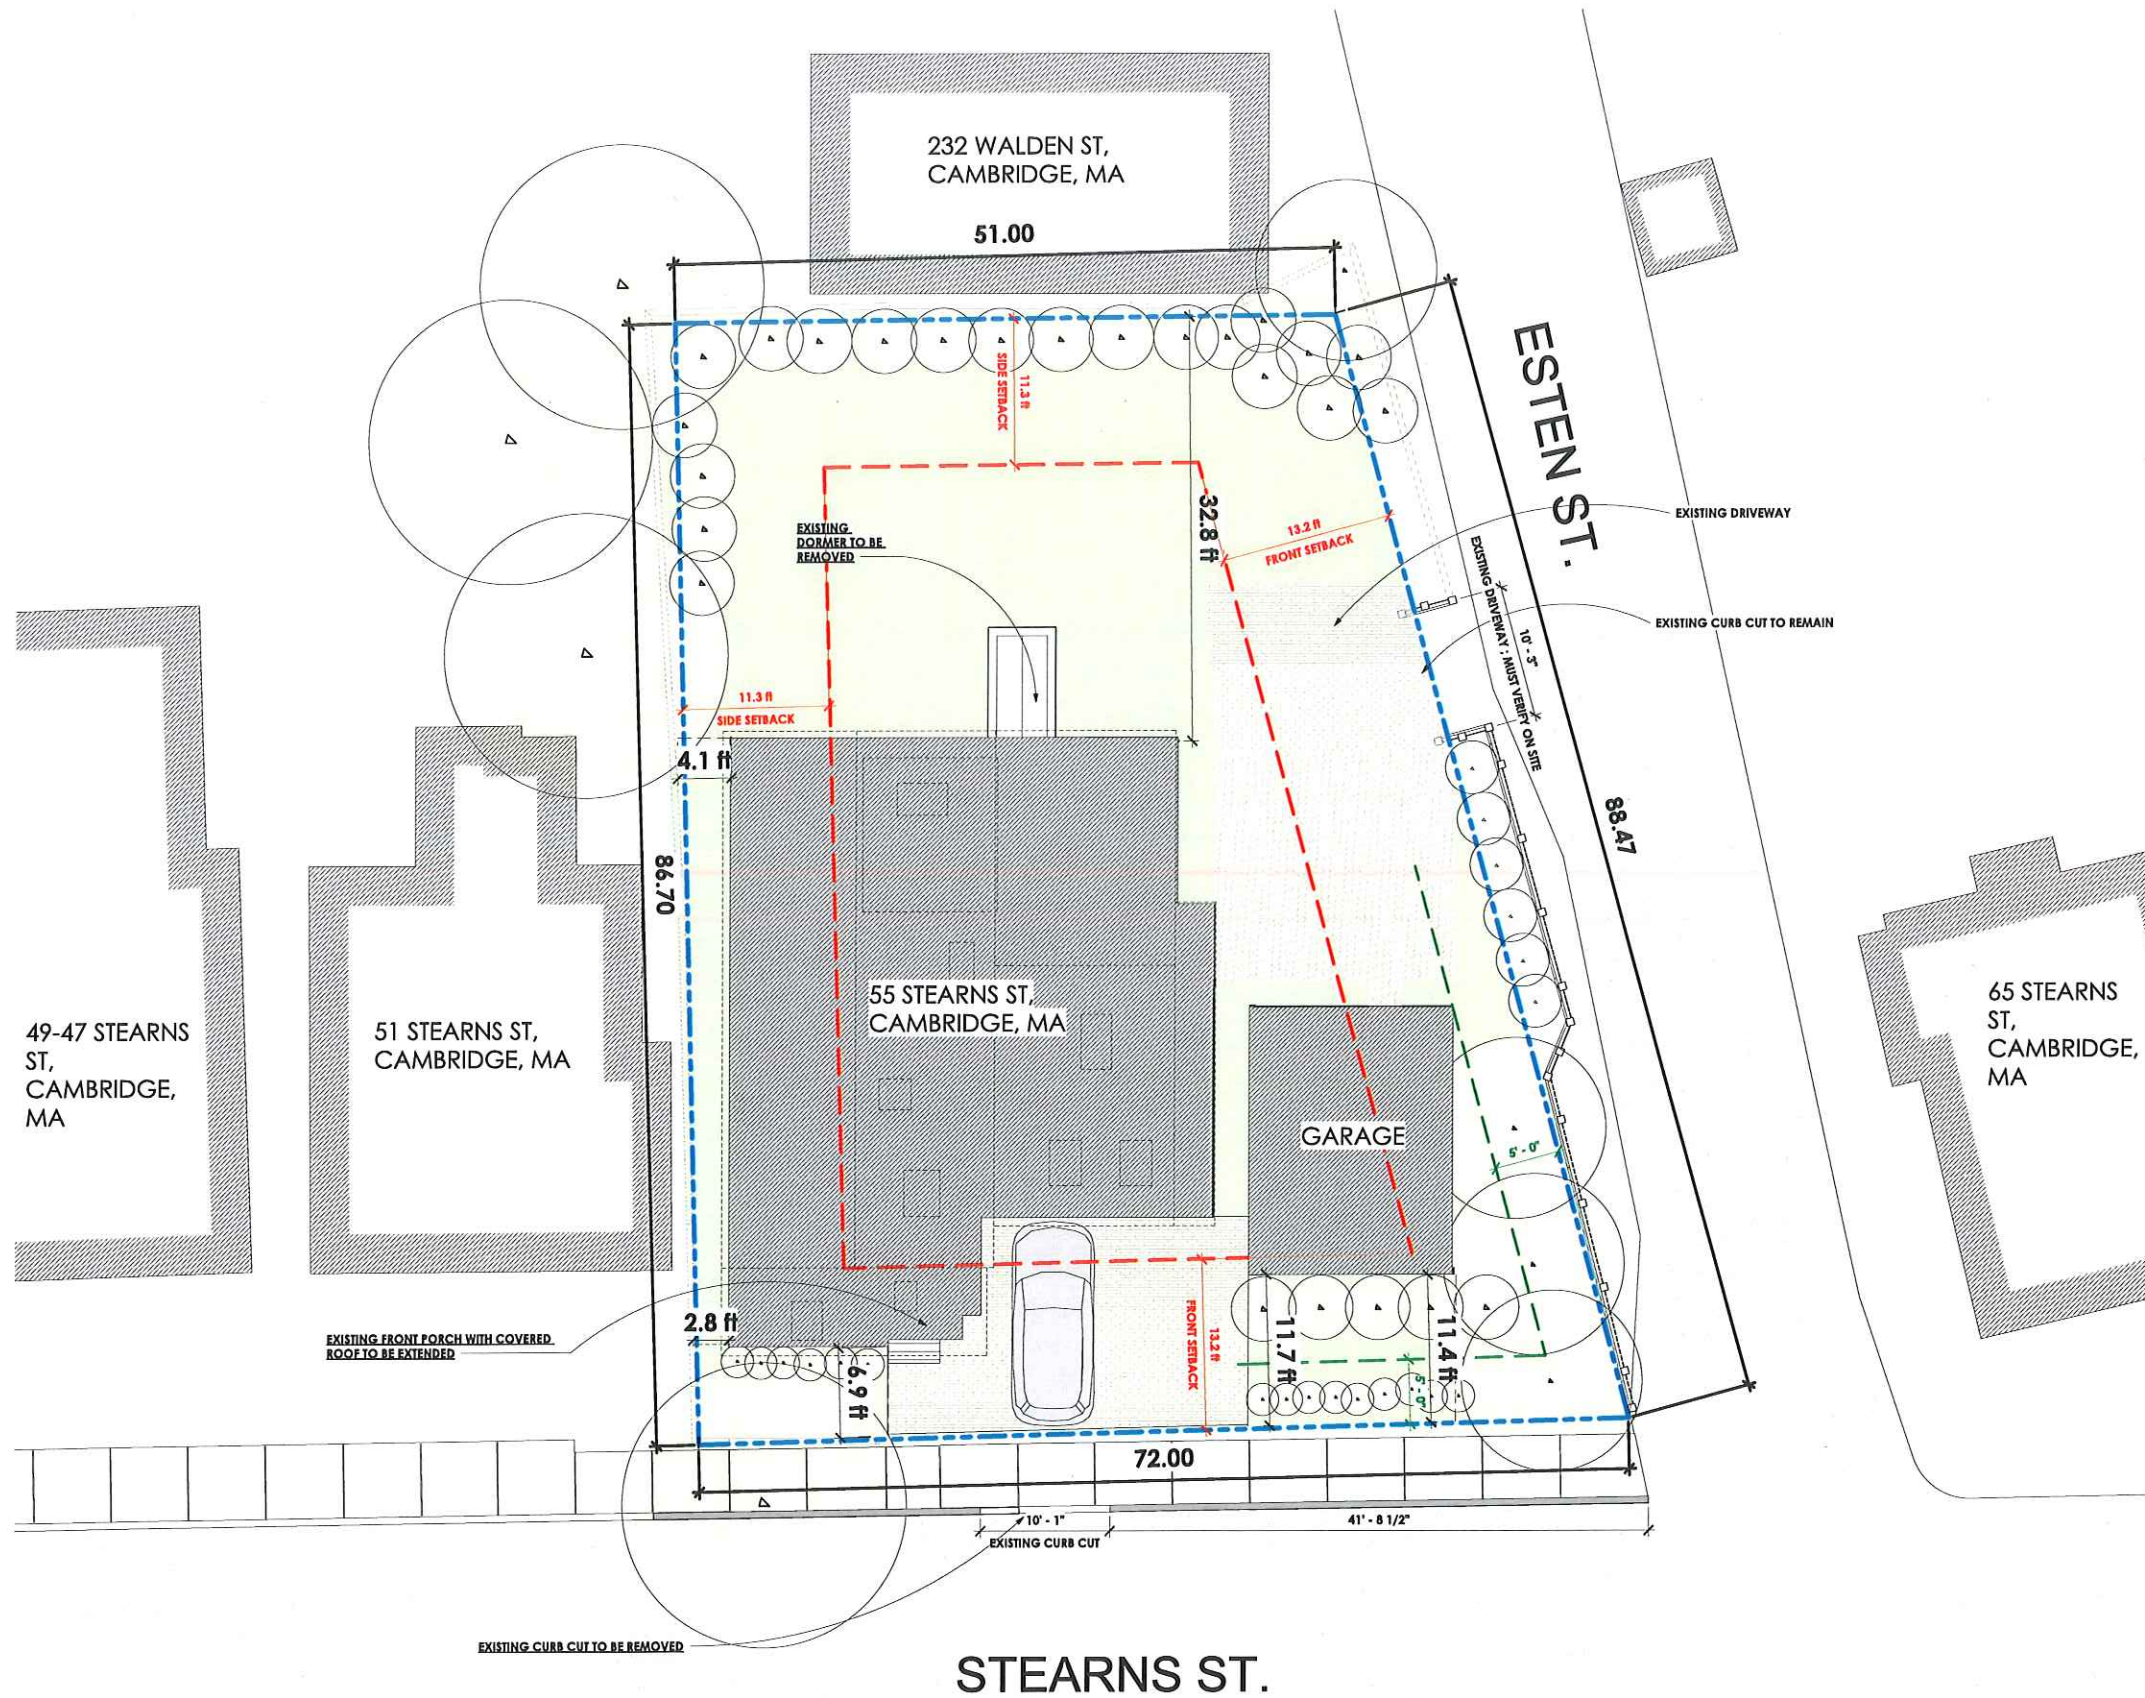 232 WALDEN ST,
CAMBRIDGE, MA
51.00
ESTEN ST.
SIDE SETBACK
11.3 ft
32.8 ft
EXISTING
DORMER TO BE
REMOVED
13.2 ft
FRONT SETBACK
EXISTING DRIVEWAY
EXISTING DRIVEWAY ; MUST VERIFY ON SITE
10' - 3"
EXISTING CURB CUT TO REMAIN
11.3 ft
SIDE SETBACK
4.1 ft
86.70
88.47
55 STEARNS ST,
CAMBRIDGE, MA
49-47 STEARNS
ST,
CAMBRIDGE,
MA
51 STEARNS ST,
CAMBRIDGE, MA
65 STEARNS
ST,
CAMBRIDGE,
MA
GARAGE
5' - 0"
2.8 ft
EXISTING FRONT PORCH WITH COVERED
ROOF TO BE EXTENDED
6.9 ft
FRONT SETBACK
13.2 ft
11.7 ft
11.4 ft
5' - 0"
72.00
10' - 1"
EXISTING CURB CUT
41' - 8 1/2"
EXISTING CURB CUT TO BE REMOVED
STEARNS ST.